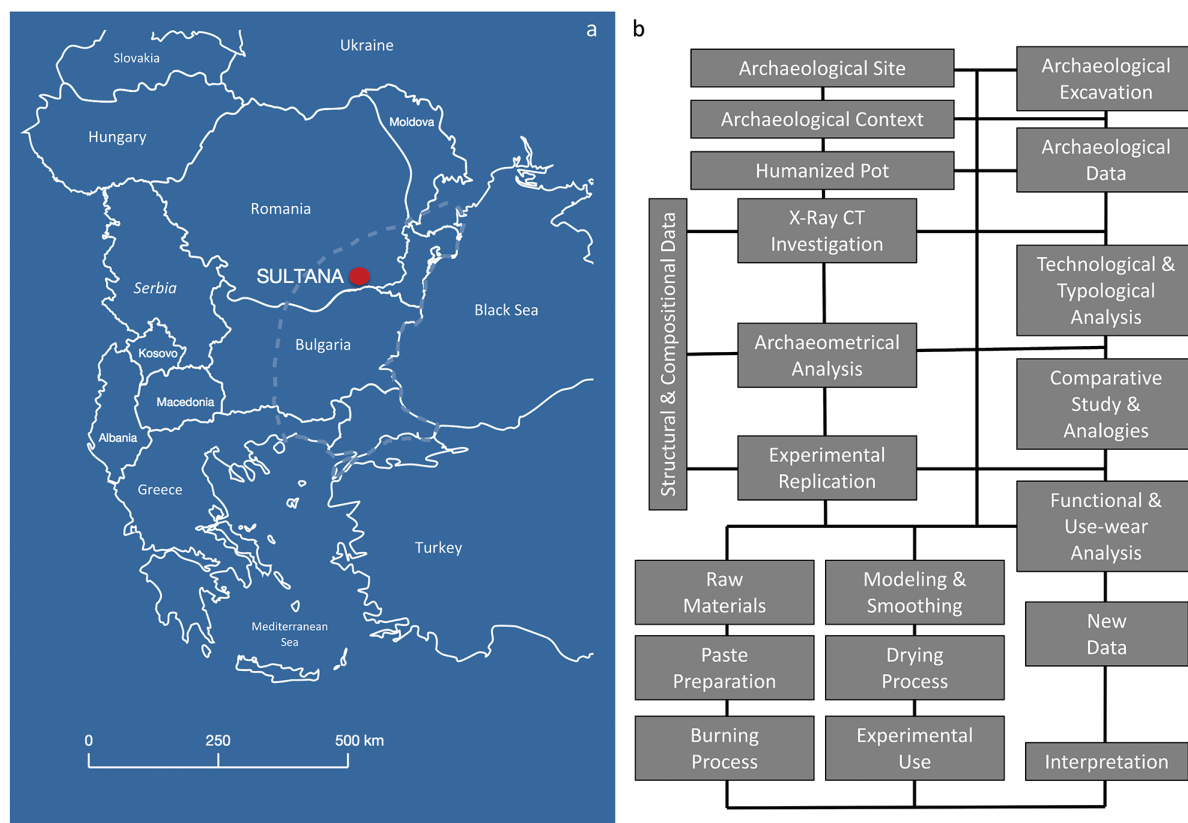 a
Ukraine
Slovakia
Hungary
Moldova
Romania
SULTANA
Serbia
Black Sea
Bulgaria
Kosovo
Macedonia
Albania
Greece
Turkey
Mediterranean
Sea
0
250
500 km
b
Archaeological Site
Archaeological
Excavation
Archaeological Context
Archaeological
Data
Humanized Pot
Structural & Compositional Data
X-Ray CT
Investigation
Technological &
Typological
Analysis
Archaeometrical
Analysis
Comparative
Study &
Analogies
Experimental
Replication
Functional &
Use-wear
Analysis
Raw
Materials
Modeling &
Smoothing
New
Data
Paste
Preparation
Drying
Process
Burning
Process
Experimental
Use
Interpretation